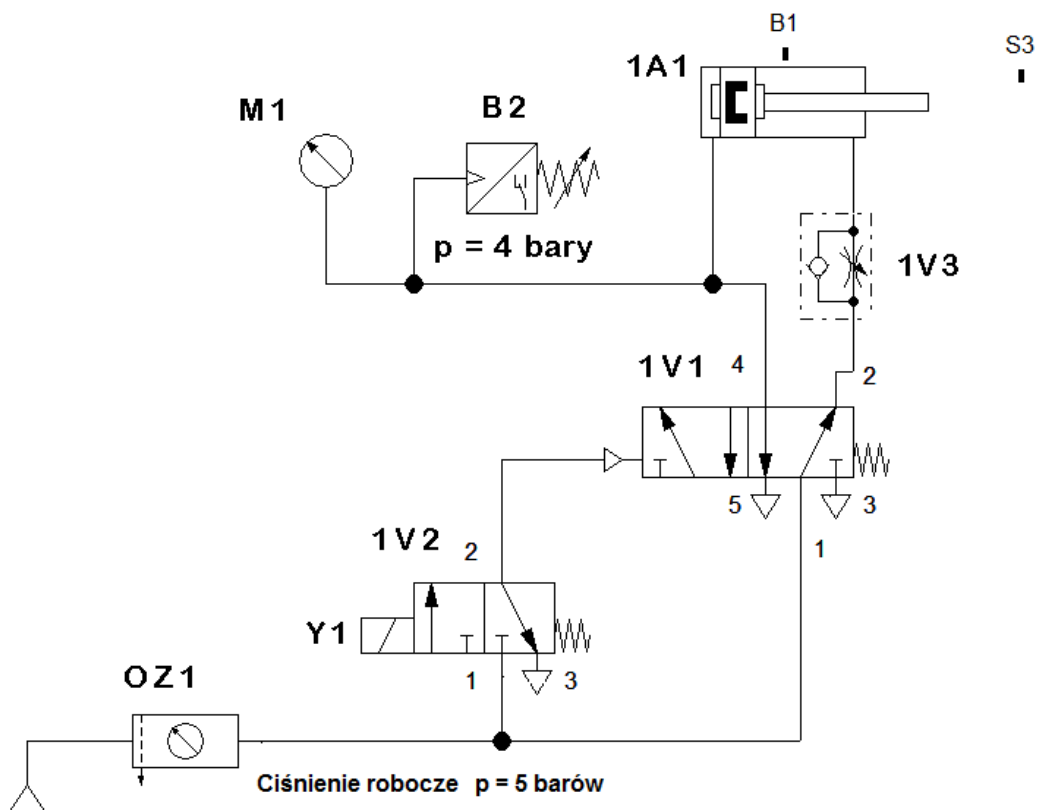 B1
S3
1A1
M1
B2
p = 4 bary
1V3
1V1
4
2
5
3
1
1V2
2
Y1
1
3
OZ1
Ciśnienie robocze p = 5 barów